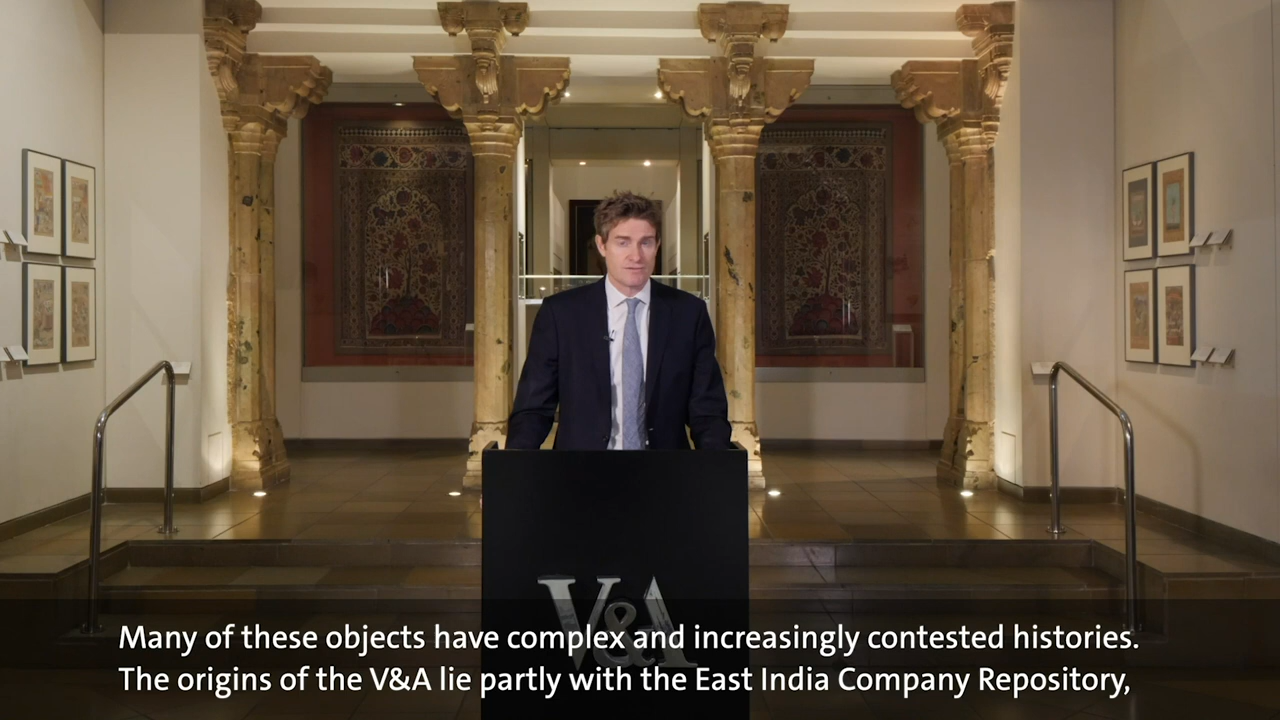 V&A
Many of these objects have complex and increasingly contested histories.
The origins of the V&A lie partly with the East India Company Repository,